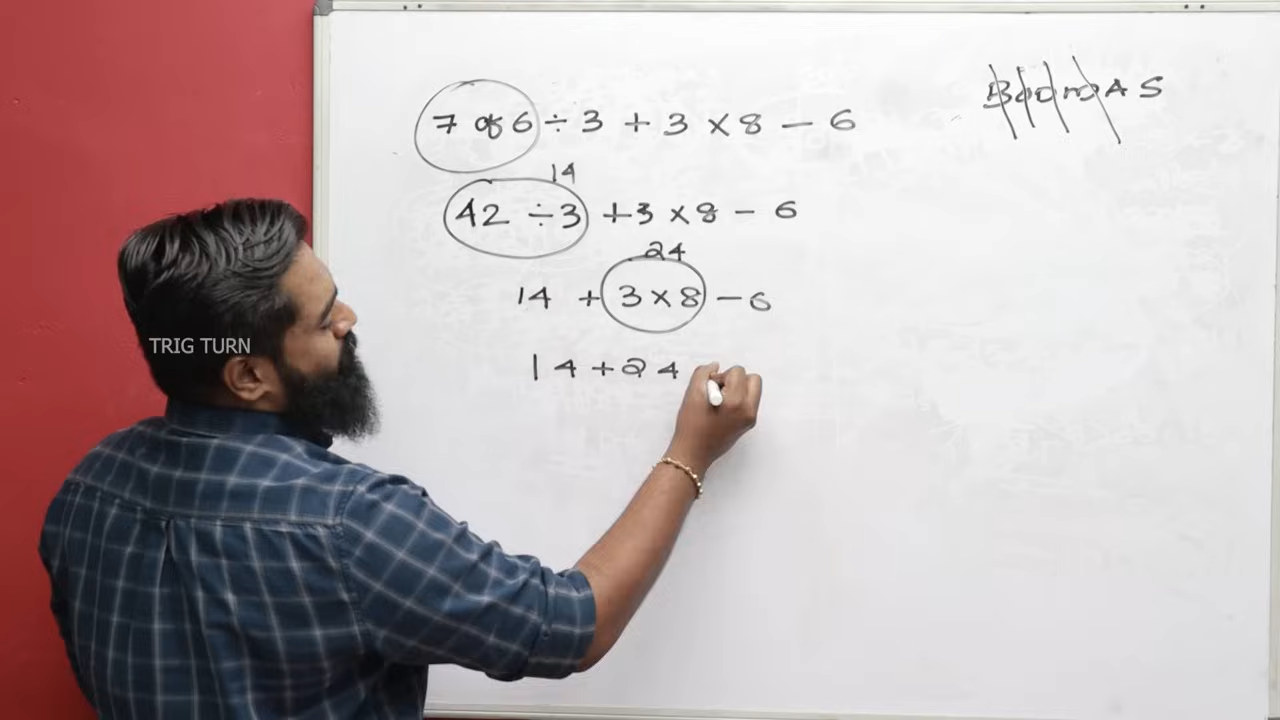 BODMAS
7 of 6 ÷ 3 + 3 × 8 – 6
14
42 ÷ 3 + 3 × 8 – 6
24
14 + 3 × 8 – 6
14 + 24
TRIG TURN